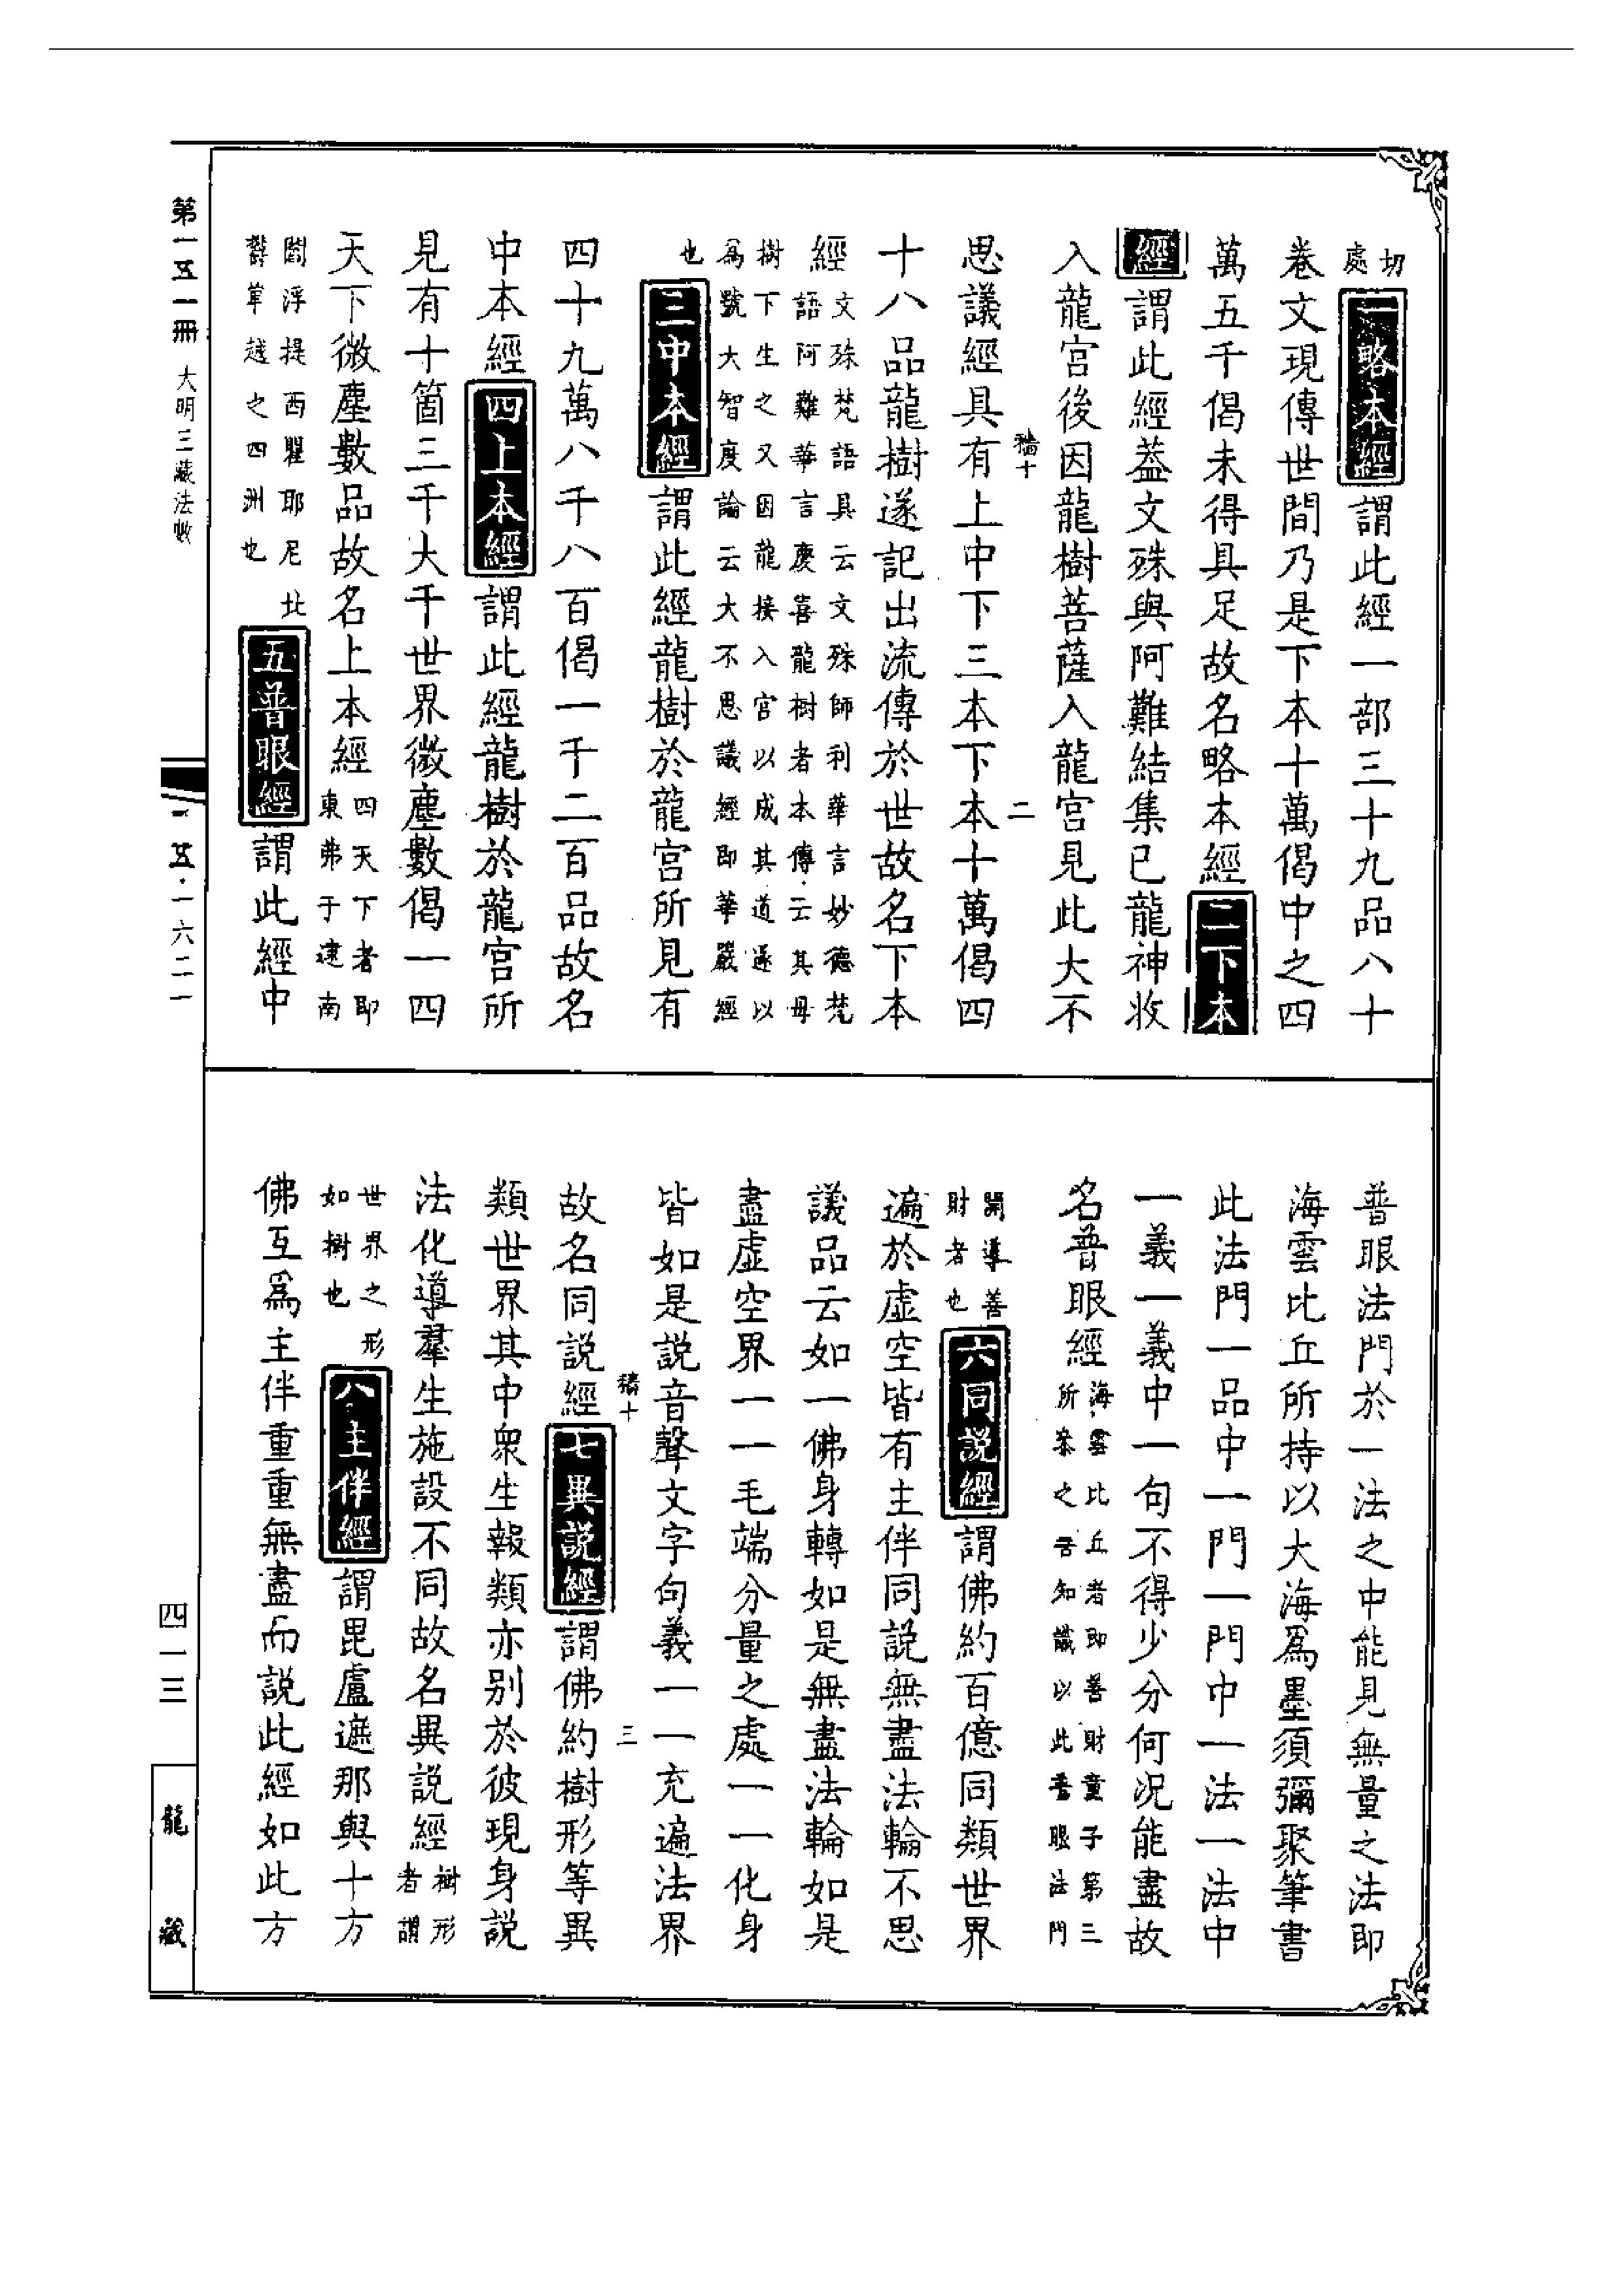 切處一略本經謂此經一部三十九品八十
卷文現傳世間乃是下本十萬偈中之四
萬五千偈未得具足故名略本經二下本
經謂此經蓋文殊與阿難結集已龍神收
入龍宮後因龍樹菩薩入龍宮見此大不
穡十 二
思議經具有上中下三本下本十萬偈四
十八品龍樹遂記出流傳於世故名下本
經文殊梵語具云文殊師利華言妙德梵
語阿難華言慶喜龍樹者本傳云其母
樹下生之又因龍接入宮以成其道遂以
為號大智度論云大不思議經即華嚴經
也三中本經謂此經龍樹於龍宮所見有
四十九萬八千八百偈一千二百品故名
中本經四上本經謂此經龍樹於龍宮所
見有十箇三千大千世界微塵數偈一四
天下微塵數品故名上本經四天下者即
東弗于逮南
閻浮提西瞿耶尼北
鬱單越之四洲也五普眼經謂此經中
普眼法門於一法之中能見無量之法即
海雲比丘所持以大海為墨須彌聚筆書
此法門一品中一門一門中一法一法中
一義一義中一句不得少分何況能盡故
名普眼經海雲比丘者即善財童子第三
所參之善知識以此普眼法門
開導善
財者也六同說經謂佛約百億同類世界
遍於虛空皆有主伴同說無盡法輪不思
議品云如一佛身轉如是無盡法輪如是
盡虛空界一一毛端分量之處一一化身
皆如是說音聲文字句義一一充遍法界
穡十 三
故名同說經七異說經謂佛約樹形等異
類世界其中衆生報類亦別於彼現身說
法化導羣生施設不同故名異說經樹形
者謂
世界之形
如樹也八主伴經謂毘盧遮那與十方
佛互為主伴重重無盡而說此經如此方
第一五一冊 大明三藏法數
一五·一六二一
四一三
龍藏